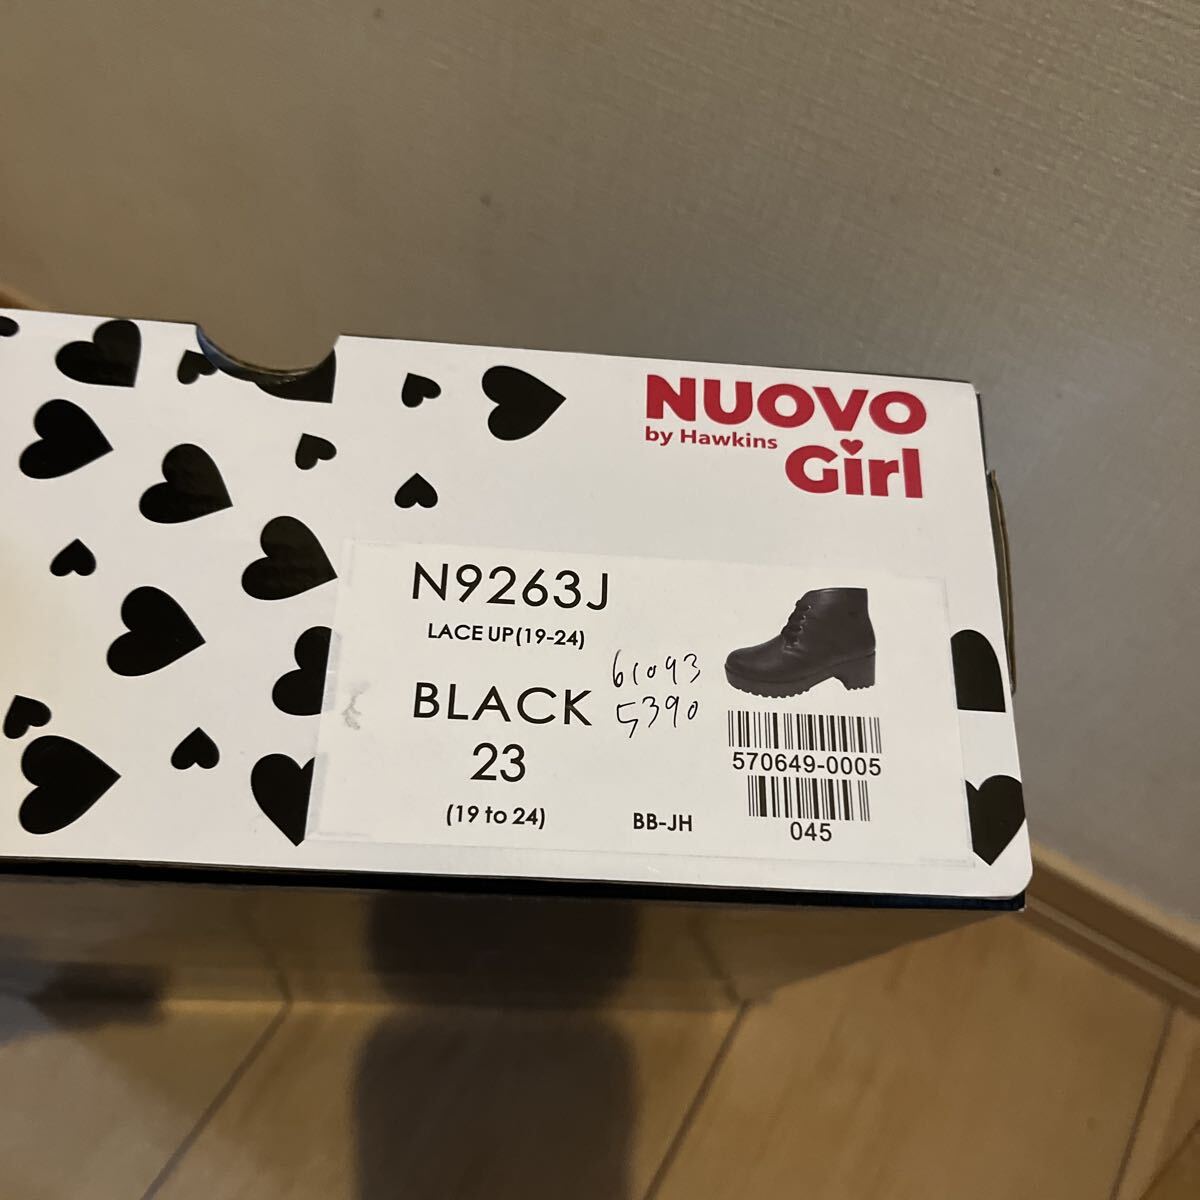 NUOVO
by Hawkins
Girl
N9263J
LACE UP(19-24)
61093
BLACK
5390
23
570649-0005
(19 to 24)
BB-JH
045